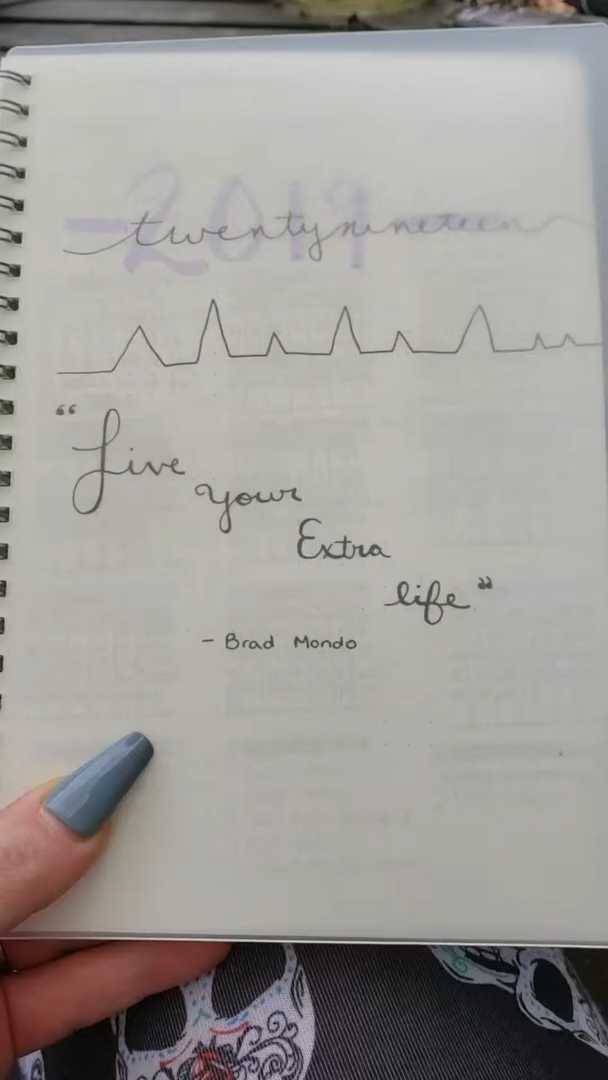 2019
twentynineteen
"Live
your
Extra
life"
- Brad Mondo